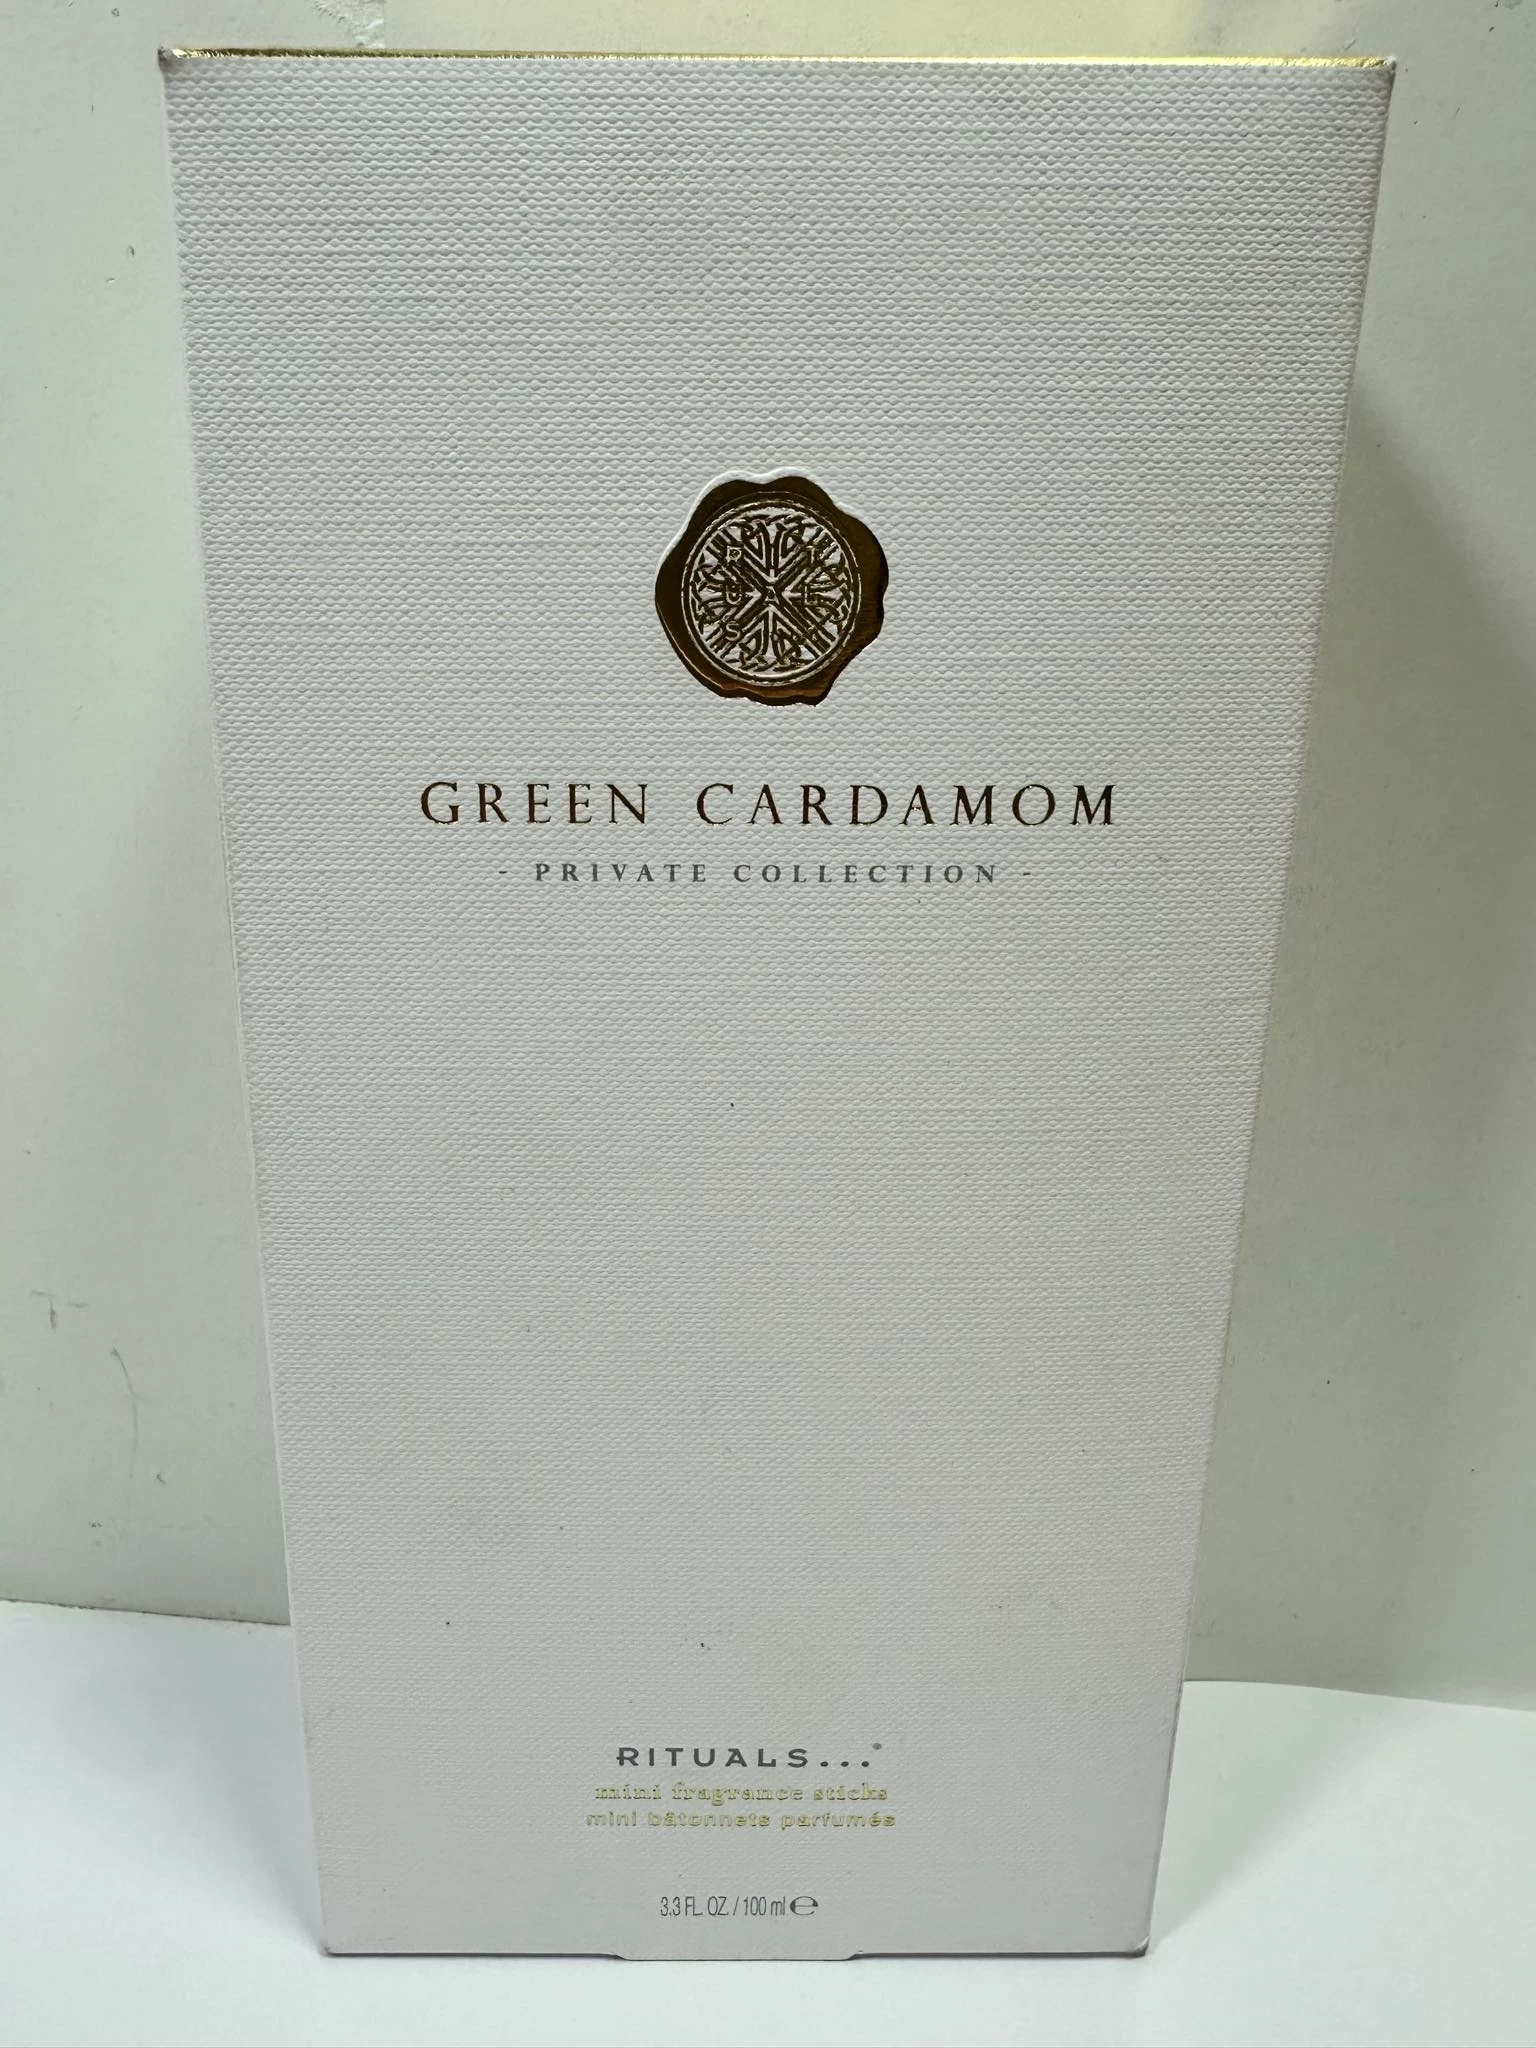 R I T
U A L
S
GREEN CARDAMOM
- PRIVATE COLLECTION -
RITUALS...®
mini fragrance sticks
mini bâtonnets parfumés
3.3 FL. OZ. / 100 ml ℮